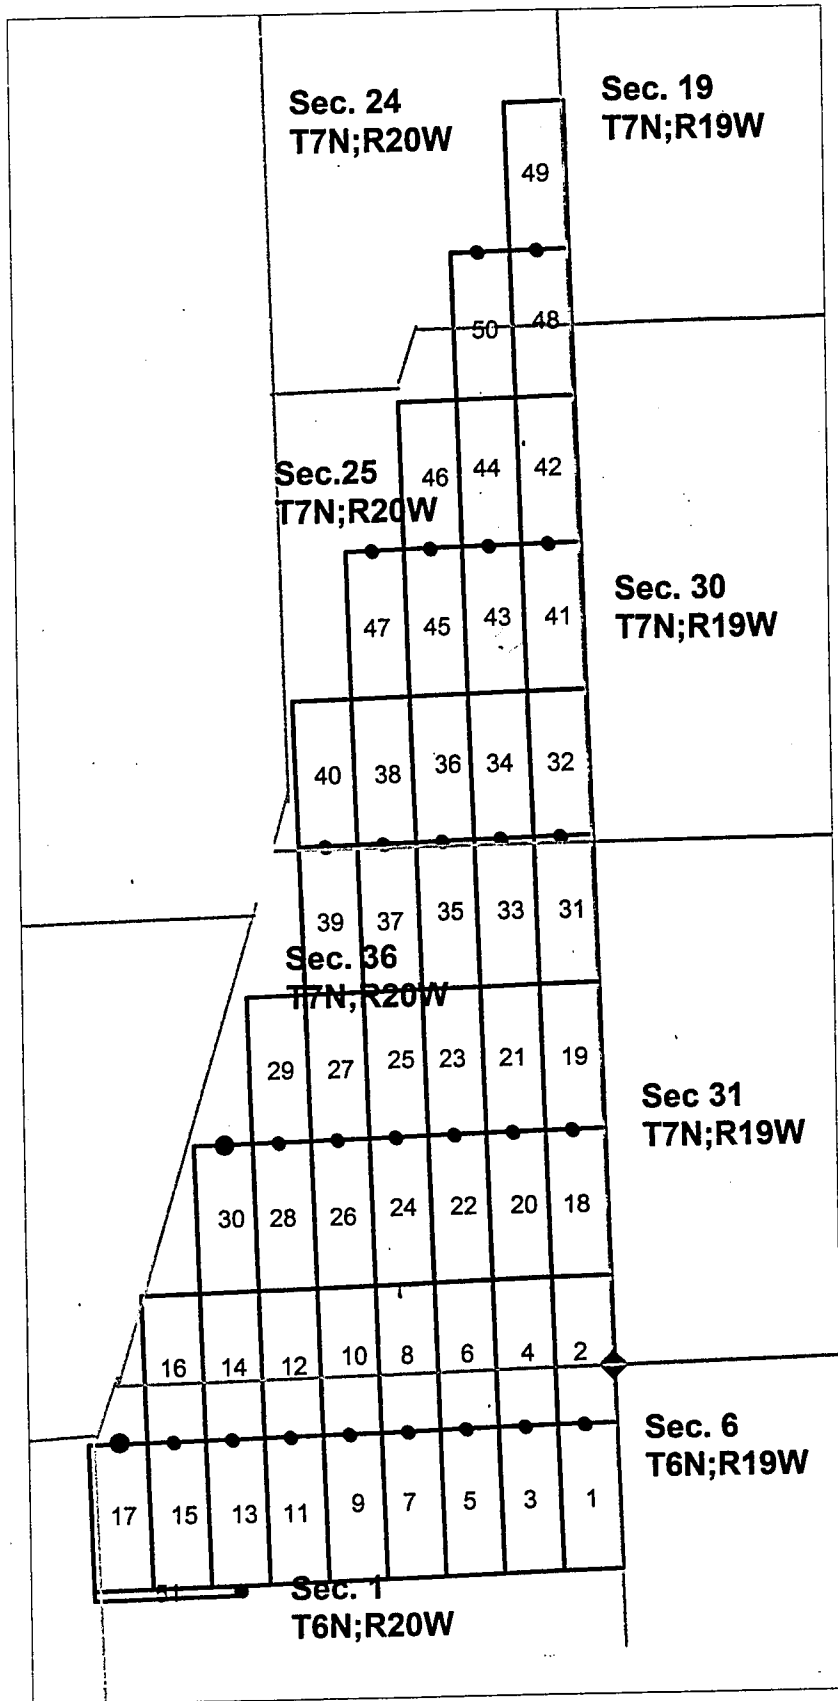 Sec. 24
T7N;R20W
Sec. 19
T7N;R19W
49
50 48
Sec.25
T7N;R20W
46 44 42
Sec. 30
T7N;R19W
47 45 43 41
40 38 36 34 32
39 37 35 33 31
Sec. 36
T7N;R20W
29 27 25 23 21 19
Sec 31
T7N;R19W
30 28 26 24 22 20 18
16 14 12 10 8 6 4 2
Sec. 6
T6N;R19W
17 15 13 11 9 7 5 3 1
51
Sec. 1
T6N;R20W